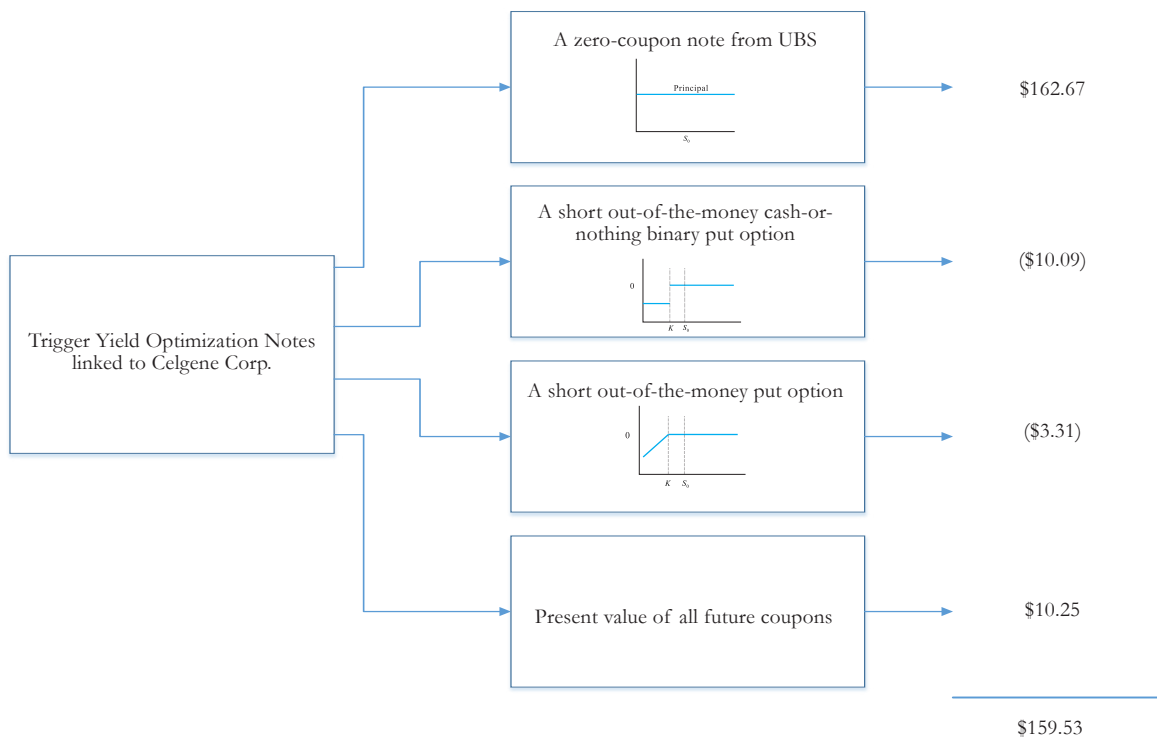 A zero-coupon note from UBS
Principal
S₀
$162.67
A short out-of-the-money cash-or-
nothing binary put option
0
K S₀
($10.09)
Trigger Yield Optimization Notes
linked to Celgene Corp.
A short out-of-the-money put option
0
K S₀
($3.31)
Present value of all future coupons
$10.25
$159.53